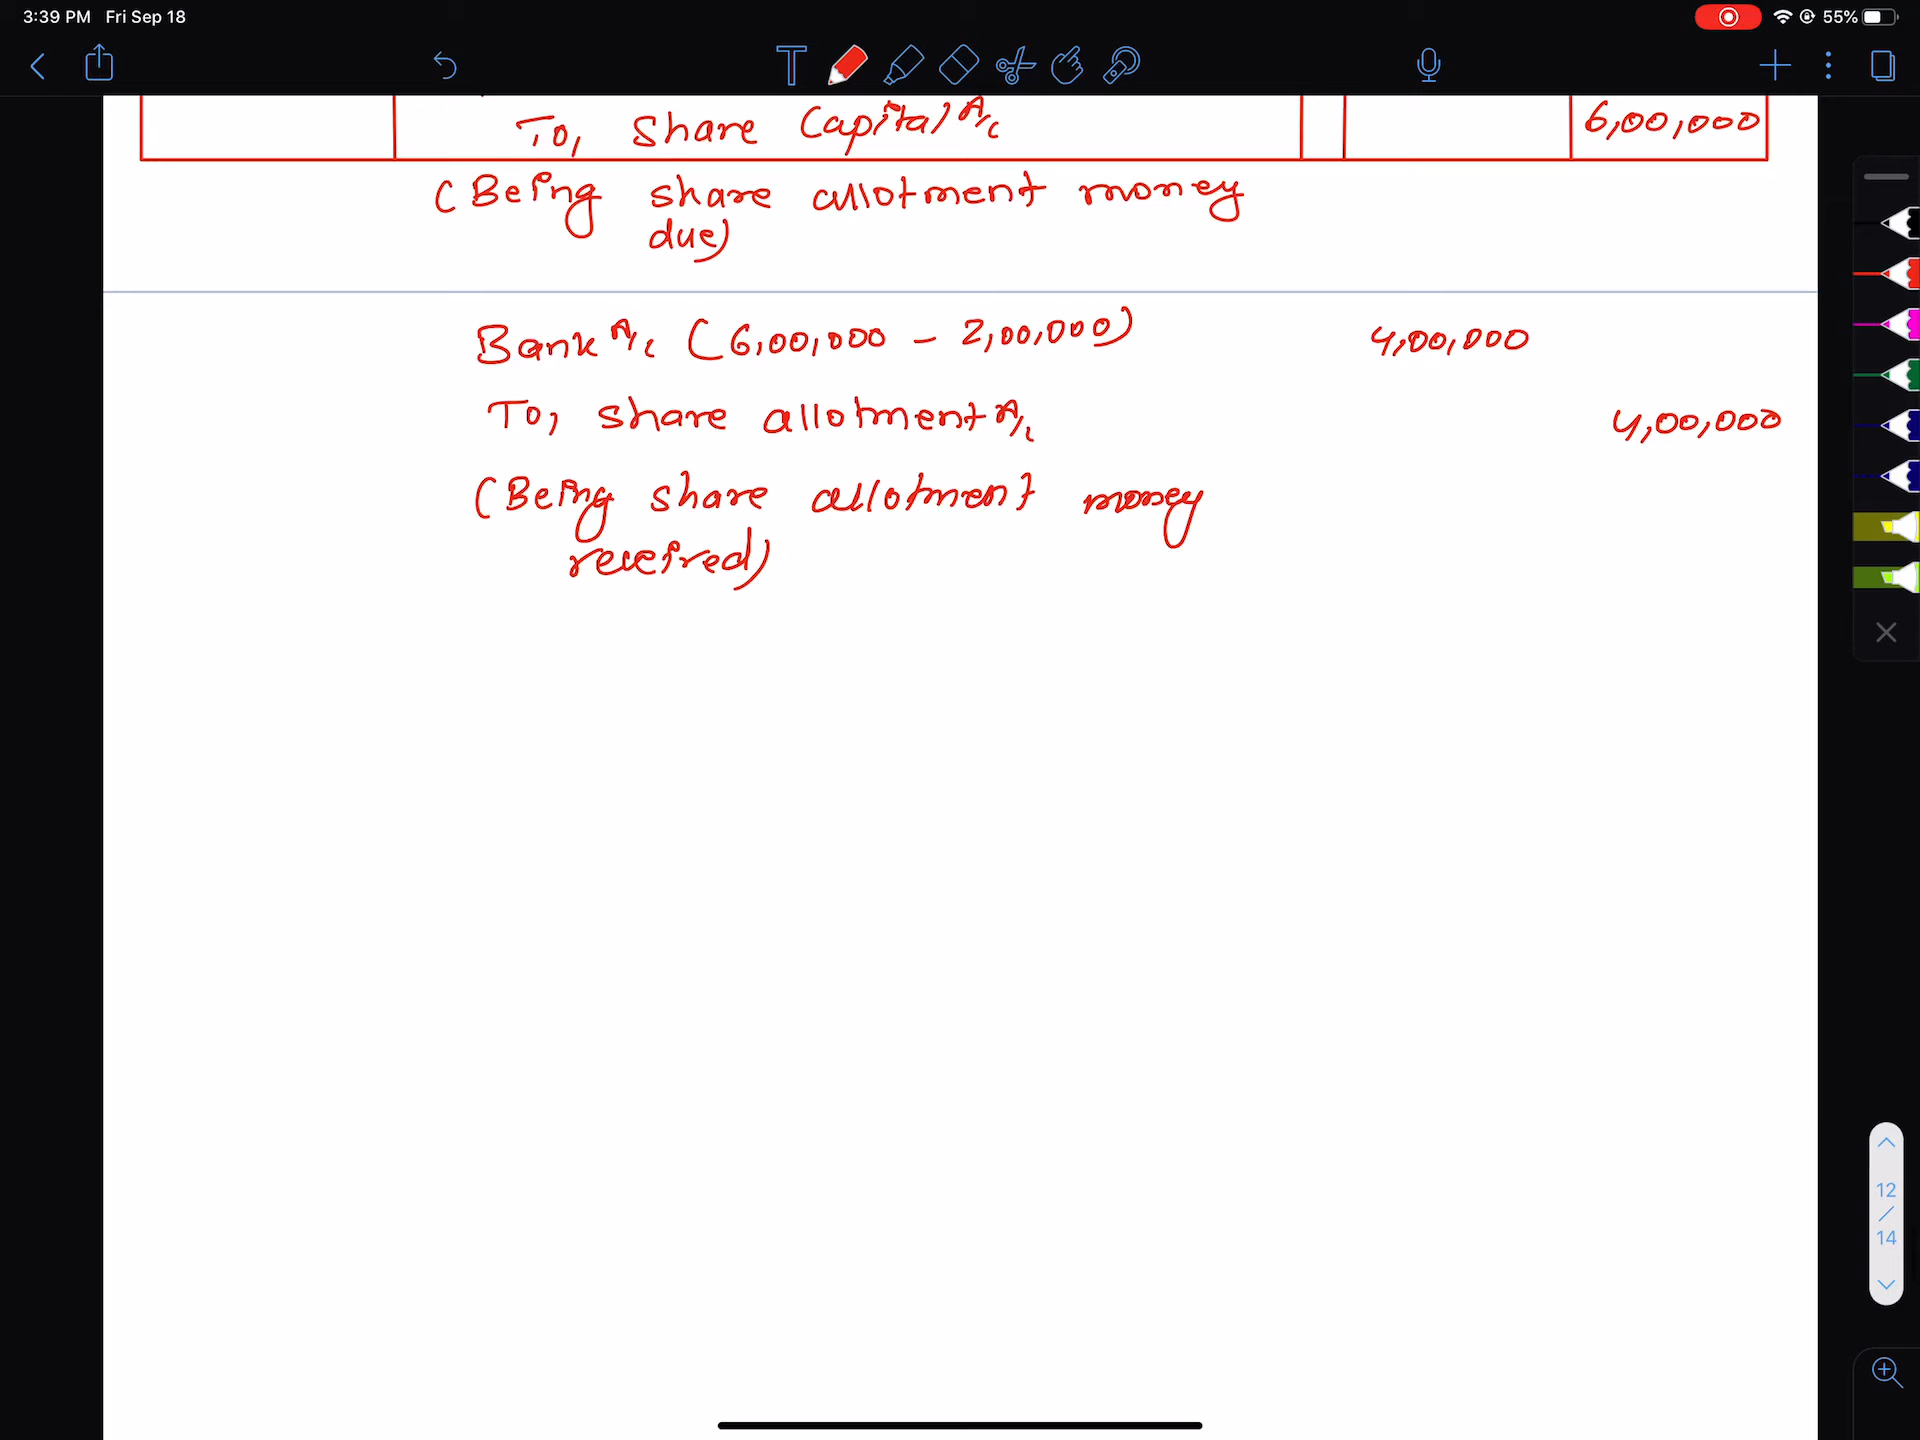 3:39 PM Fri Sep 18
55%
To, Share Capital A/c 6,00,000
(Being share allotment money
due)
Bank A/c (6,00,000 - 2,00,000) 4,00,000
To, share allotment A/c 4,00,000
(Being share allotment money
received)
12
/
14